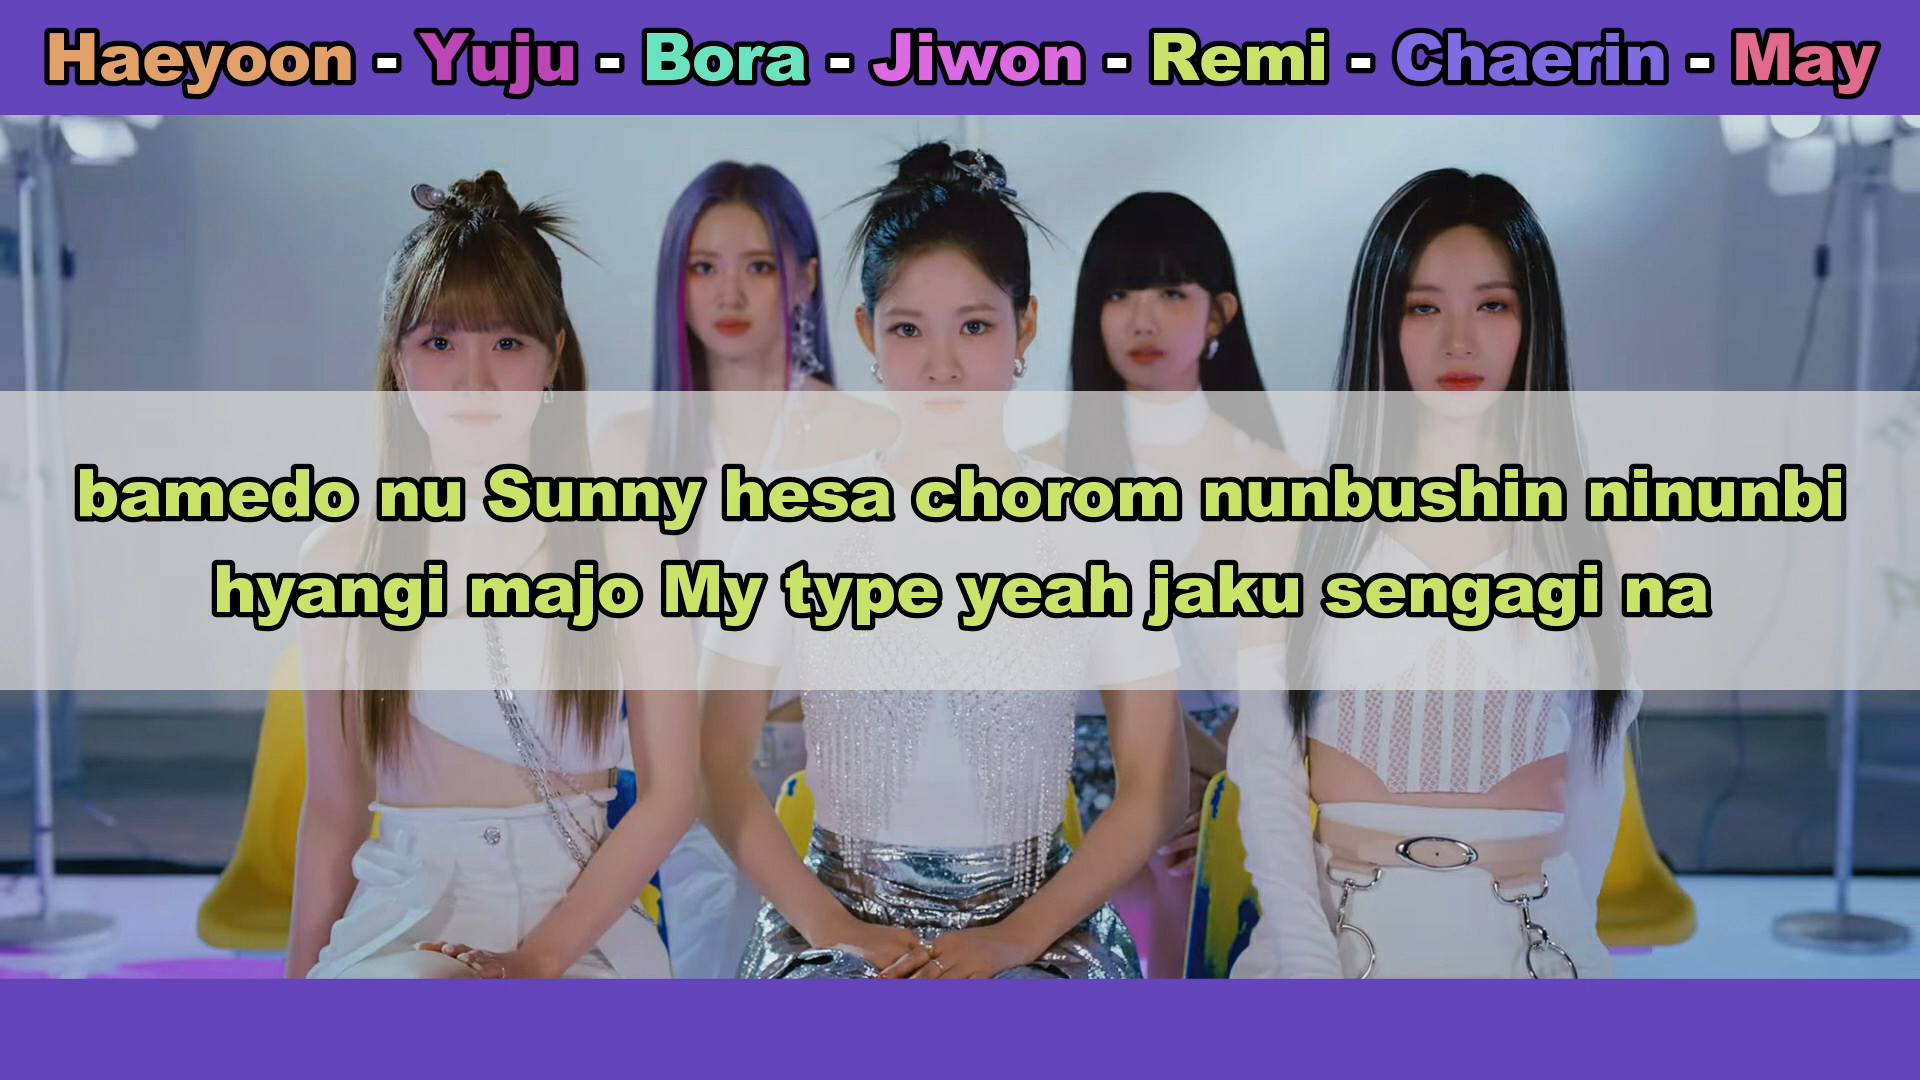 Haeyoon - Yuju - Bora - Jiwon - Remi - Chaerin - May
bamedo nu Sunny hesa chorom nunbushin ninunbi
hyangi majo My type yeah jaku sengagi na